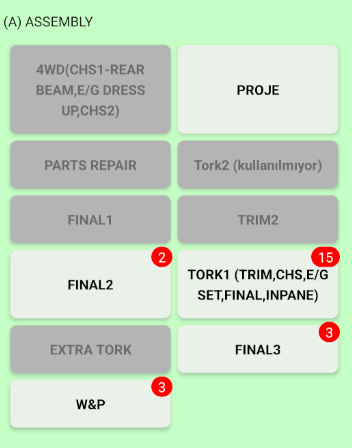 (A) ASSEMBLY
4WD(CHS1-REAR
BEAM,E/G DRESS
UP,CHS2)
PROJE
PARTS REPAIR
Tork2 (kullanılmıyor)
FINAL1
TRIM2
2
FINAL2
15
TORK1 (TRIM,CHS,E/G
SET,FINAL,INPANE)
EXTRA TORK
3
FINAL3
3
W&P